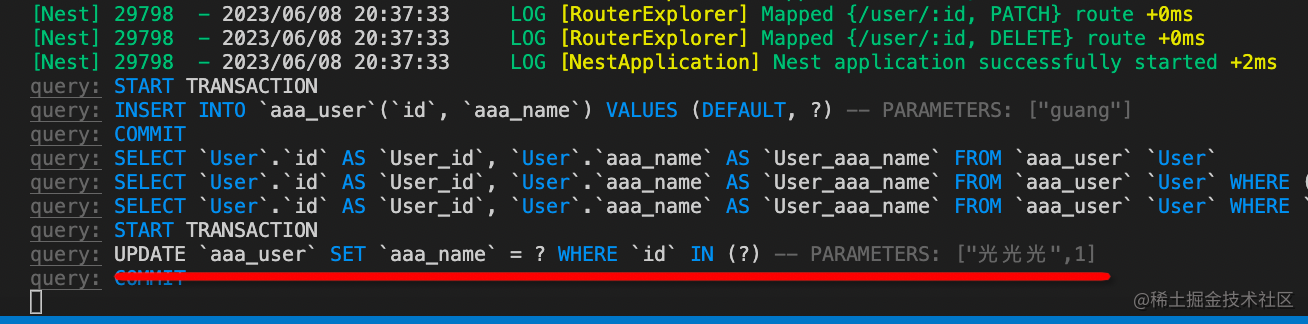 [Nest] 29798  - 2023/06/08 20:37:33     LOG [RouterExplorer] Mapped {/user/:id, PATCH} route +0ms
[Nest] 29798  - 2023/06/08 20:37:33     LOG [RouterExplorer] Mapped {/user/:id, DELETE} route +0ms
[Nest] 29798  - 2023/06/08 20:37:33     LOG [NestApplication] Nest application successfully started +2ms
query: START TRANSACTION
query: INSERT INTO `aaa_user`(`id`, `aaa_name`) VALUES (DEFAULT, ?) -- PARAMETERS: ["guang"]
query: COMMIT
query: SELECT `User`.`id` AS `User_id`, `User`.`aaa_name` AS `User_aaa_name` FROM `aaa_user` `User`
query: SELECT `User`.`id` AS `User_id`, `User`.`aaa_name` AS `User_aaa_name` FROM `aaa_user` `User` WHERE (
query: SELECT `User`.`id` AS `User_id`, `User`.`aaa_name` AS `User_aaa_name` FROM `aaa_user` `User` WHERE `
query: START TRANSACTION
query: UPDATE `aaa_user` SET `aaa_name` = ? WHERE `id` IN (?) -- PARAMETERS: ["光光光",1]
query: COMMIT
@稀土掘金技术社区